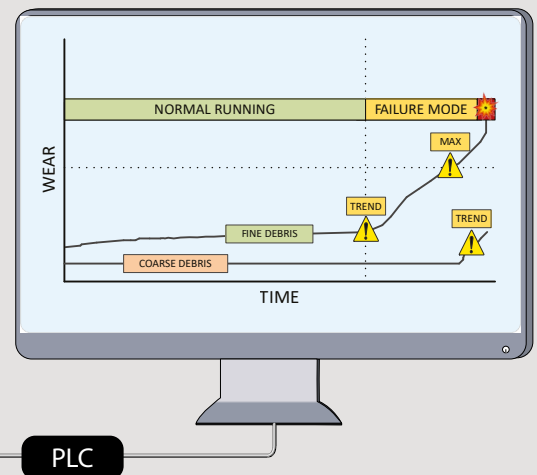 NORMAL RUNNING
FAILURE MODE
MAX
WEAR
TREND
TREND
FINE DEBRIS
COARSE DEBRIS
TIME
PLC